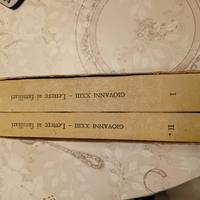 GIOVANNI XXIII - Lettere ai familiari
I
GIOVANNI XXIII - Lettere ai familiari
II